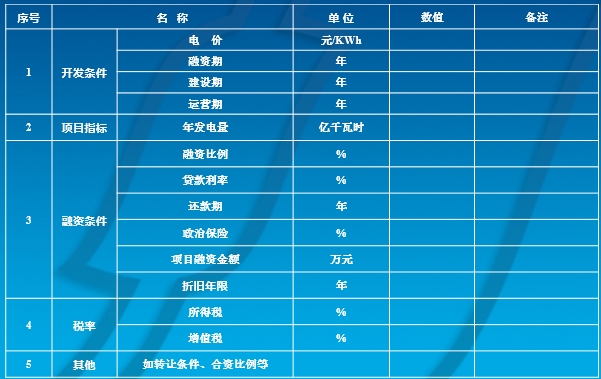 序号 名 称 单 位 数值 备注
1 开发条件 电 价 元/KWh
融资期 年
建设期 年
运营期 年
2 项目指标 年发电量 亿千瓦时
3 融资条件 融资比例 %
贷款利率 %
还款期 年
政治保险 %
项目融资金额 万元
折旧年限 年
4 税率 所得税 %
增值税 %
5 其他 如转让条件、合资比例等